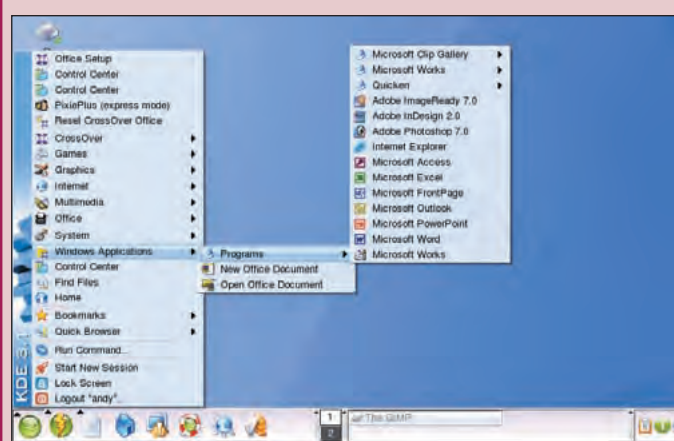 Office Setup
Control Center
Control Center
PixiePlus (express mode)
Reset CrossOver Office
CrossOver
Games
Graphics
Internet
Multimedia
Office
System
Windows Applications
Control Center
Find Files
Home
Bookmarks
Quick Browser
Run Command...
Start New Session
Lock Screen
Logout "andy"...
KDE 3.1
Programs
New Office Document
Open Office Document
Microsoft Clip Gallery
Microsoft Works
Quicken
Adobe ImageReady 7.0
Adobe InDesign 2.0
Adobe Photoshop 7.0
Internet Explorer
Microsoft Access
Microsoft Excel
Microsoft FrontPage
Microsoft Outlook
Microsoft PowerPoint
Microsoft Word
Microsoft Works
1
2
The GIMP